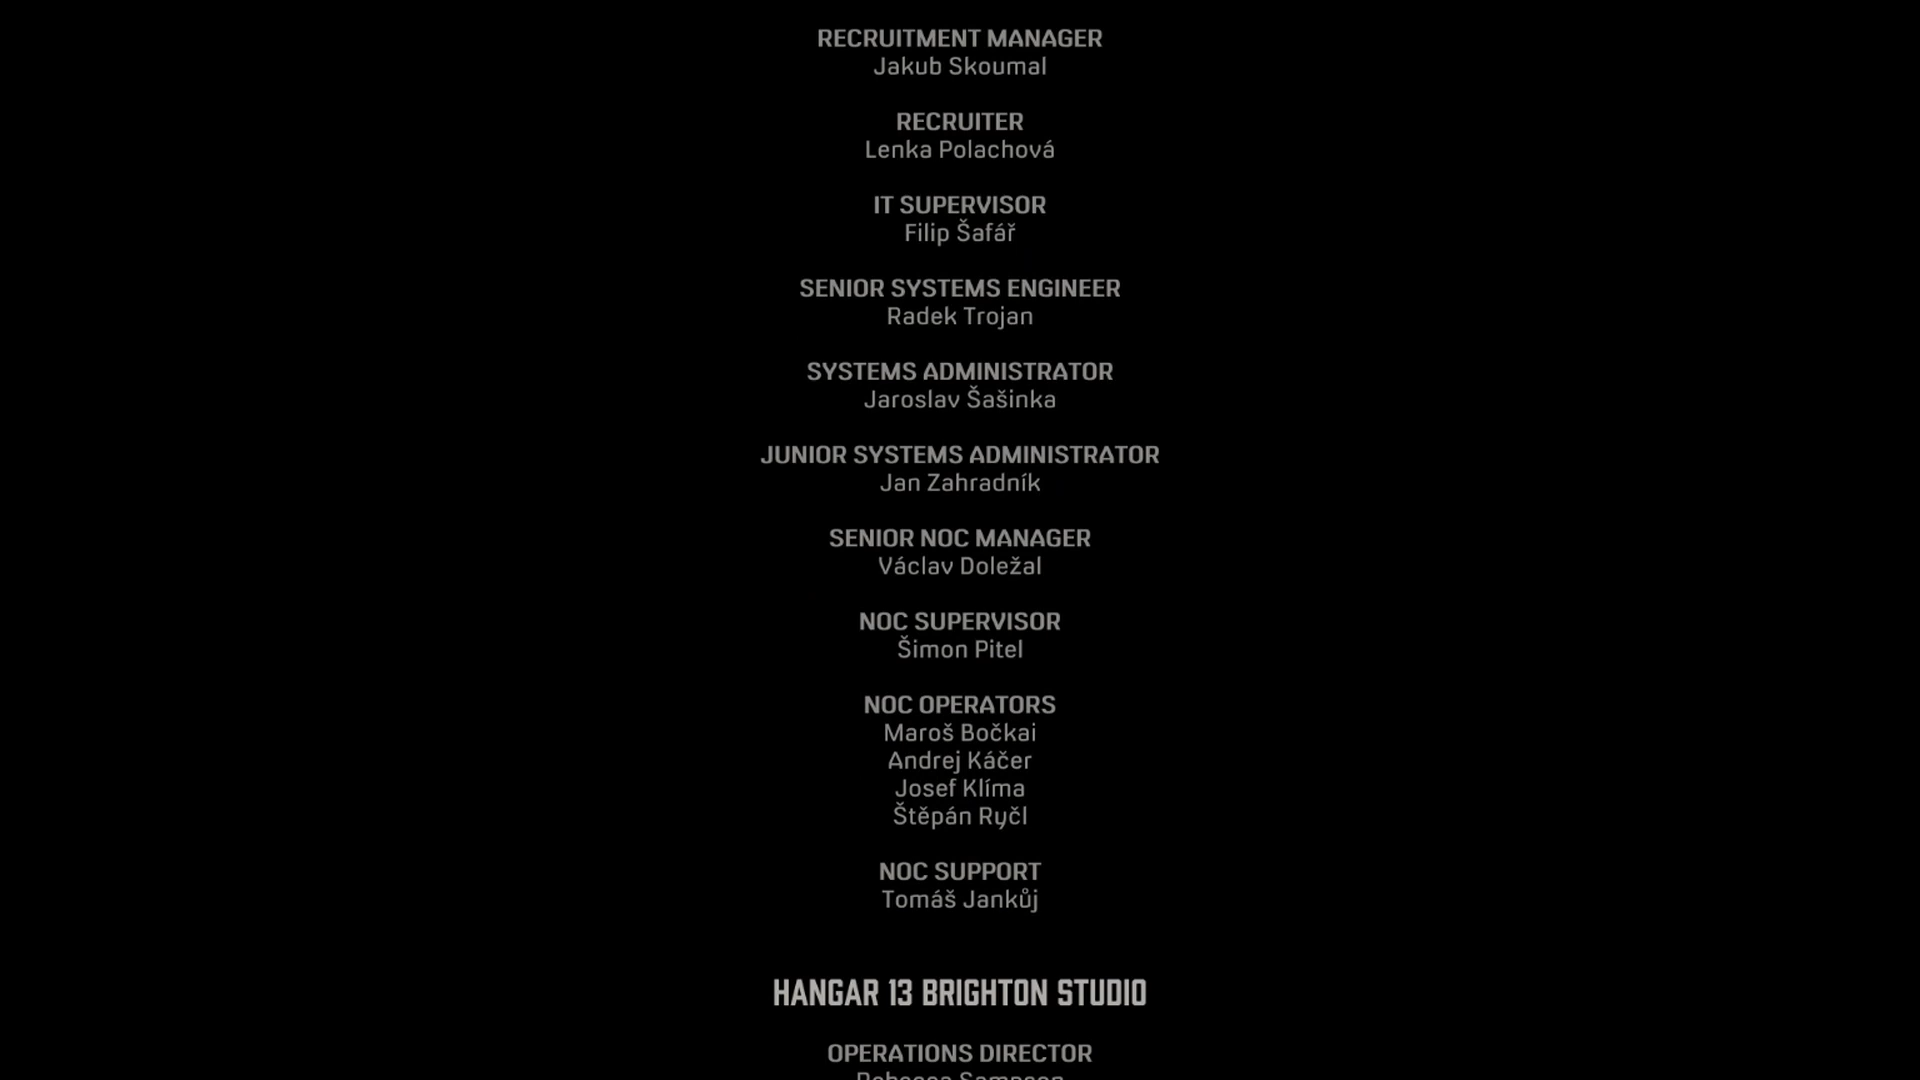 RECRUITMENT MANAGER
Jakub Skoumal
RECRUITER
Lenka Polachová
IT SUPERVISOR
Filip Šafář
SENIOR SYSTEMS ENGINEER
Radek Trojan
SYSTEMS ADMINISTRATOR
Jaroslav Šašinka
JUNIOR SYSTEMS ADMINISTRATOR
Jan Zahradník
SENIOR NOC MANAGER
Václav Doležal
NOC SUPERVISOR
Šimon Pitel
NOC OPERATORS
Maroš Bočkai
Andrej Káčer
Josef Klíma
Štěpán Ryčl
NOC SUPPORT
Tomáš Jankůj
HANGAR 13 BRIGHTON STUDIO
OPERATIONS DIRECTOR